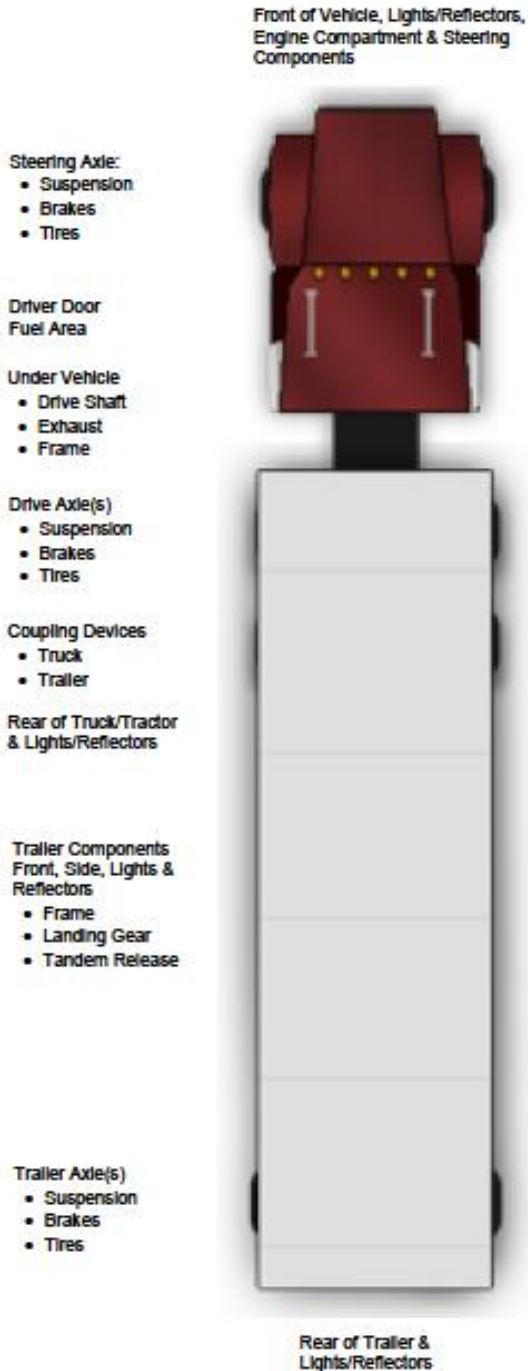 Front of Vehicle, Lights/Reflectors,
Engine Compartment & Steering
Components
Steering Axle:
• Suspension
• Brakes
• Tires
Driver Door
Fuel Area
Under Vehicle
• Drive Shaft
• Exhaust
• Frame
Drive Axle(s)
• Suspension
• Brakes
• Tires
Coupling Devices
• Truck
• Trailer
Rear of Truck/Tractor
& Lights/Reflectors
Trailer Components
Front, Side, Lights &
Reflectors
• Frame
• Landing Gear
• Tandem Release
Trailer Axle(s)
• Suspension
• Brakes
• Tires
Rear of Trailer &
Lights/Reflectors